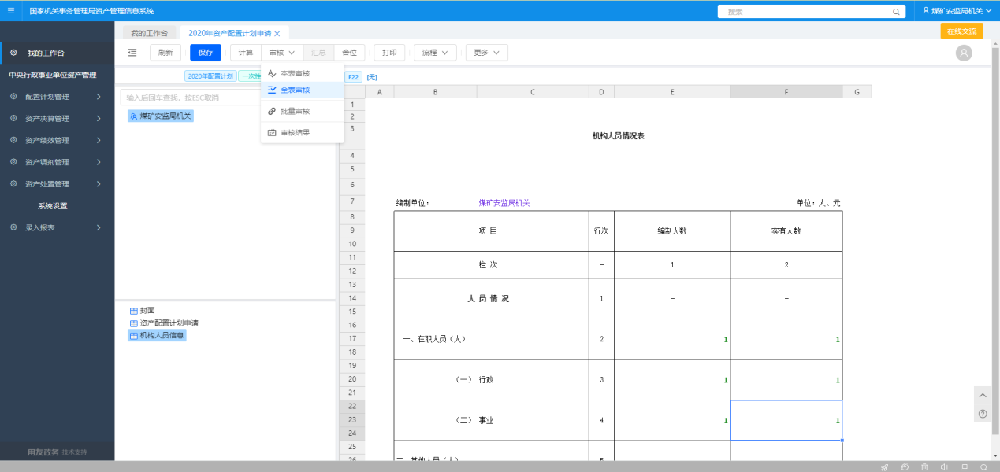 国家机关事务管理局资产管理信息系统
搜索
煤矿安监局机关
我的工作台
2020年资产配置计划申请
在线交流
刷新 保存 计算 审核 汇总 舍位 打印 流程 更多
我的工作台
中央行政事业单位资产管理
配置计划管理
资产决算管理
资产绩效管理
资产调剂管理
资产处置管理
系统设置
录入报表
用友政务 技术支持
2020年配置计划 一次性
F22 [无]
输入后回车查找，按ESC取消
煤矿安监局机关
本表审核
全表审核
批量审核
审核结果
封面
资产配置计划申请
机构人员信息
A B C D E F G
1
2
3 机构人员情况表
4
5
6
7 编制单位： 煤矿安监局机关 单位：人、元
8
9 项 目 行次 编制人数 实有人数
10
11
12 栏 次 - 1 2
13
14 人 员 情 况 1 - -
15
16
17 一、在职人员（人） 2 1 1
18
19
20 （一） 行政 3 1 1
21
22
23 （二） 事业 4 1 1
24
25
26 二、其他人员（人） 5